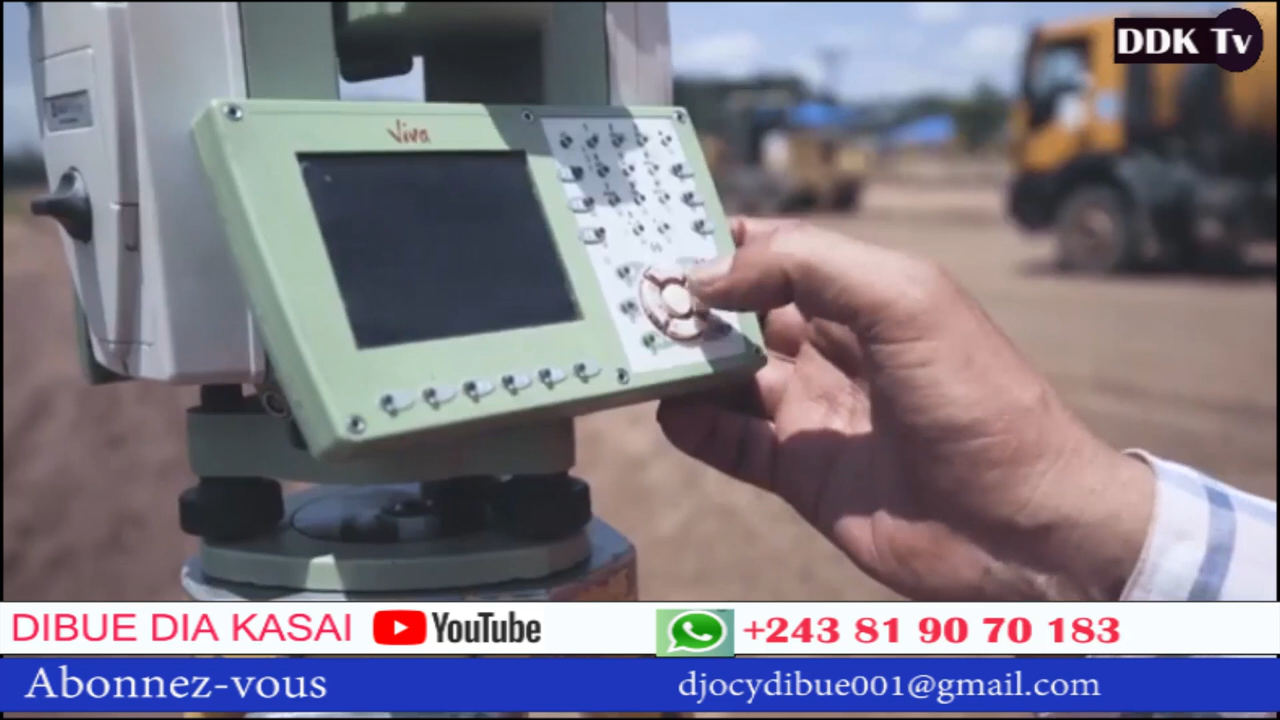 DDK Tv
Viva
DIBUE DIA KASAI YouTube +243 81 90 70 183
Abonnez-vous djocydibue001@gmail.com